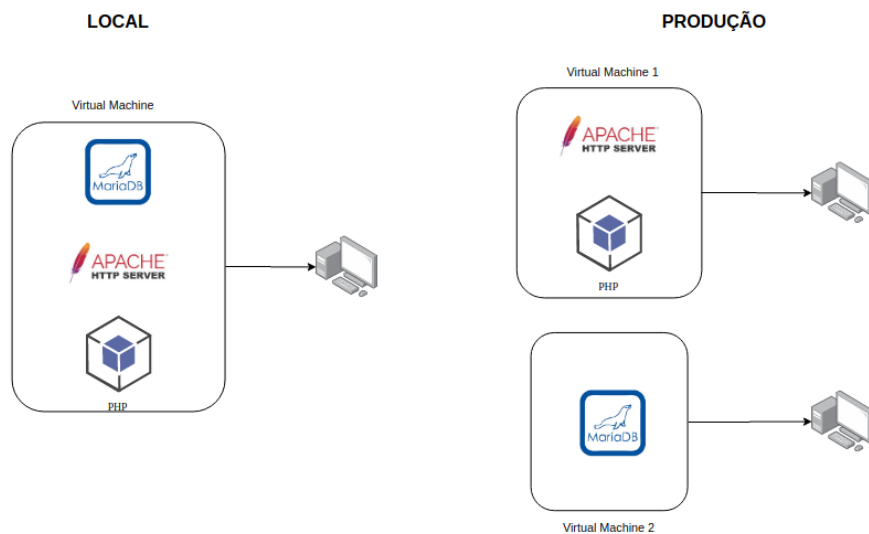 LOCAL
Virtual Machine
MariaDB
APACHE
HTTP SERVER
PHP
PRODUÇÃO
Virtual Machine 1
APACHE
HTTP SERVER
PHP
MariaDB
Virtual Machine 2